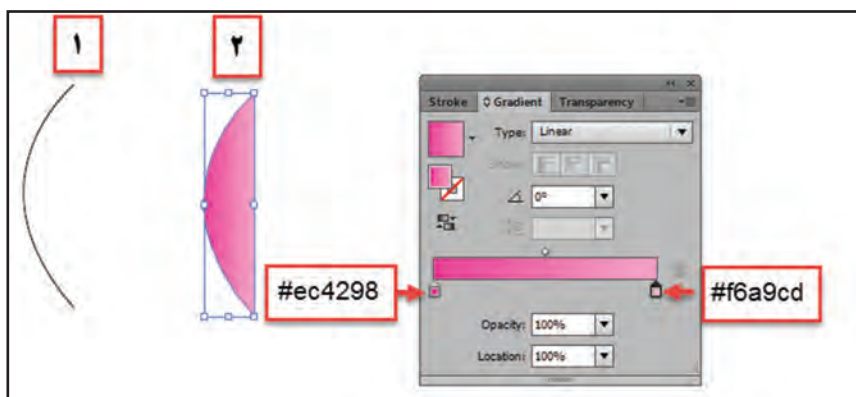 ۱
۲
Stroke Gradient Transparency
Type: Linear
0°
#ec4298
#f6a9cd
Opacity: 100%
Location: 100%